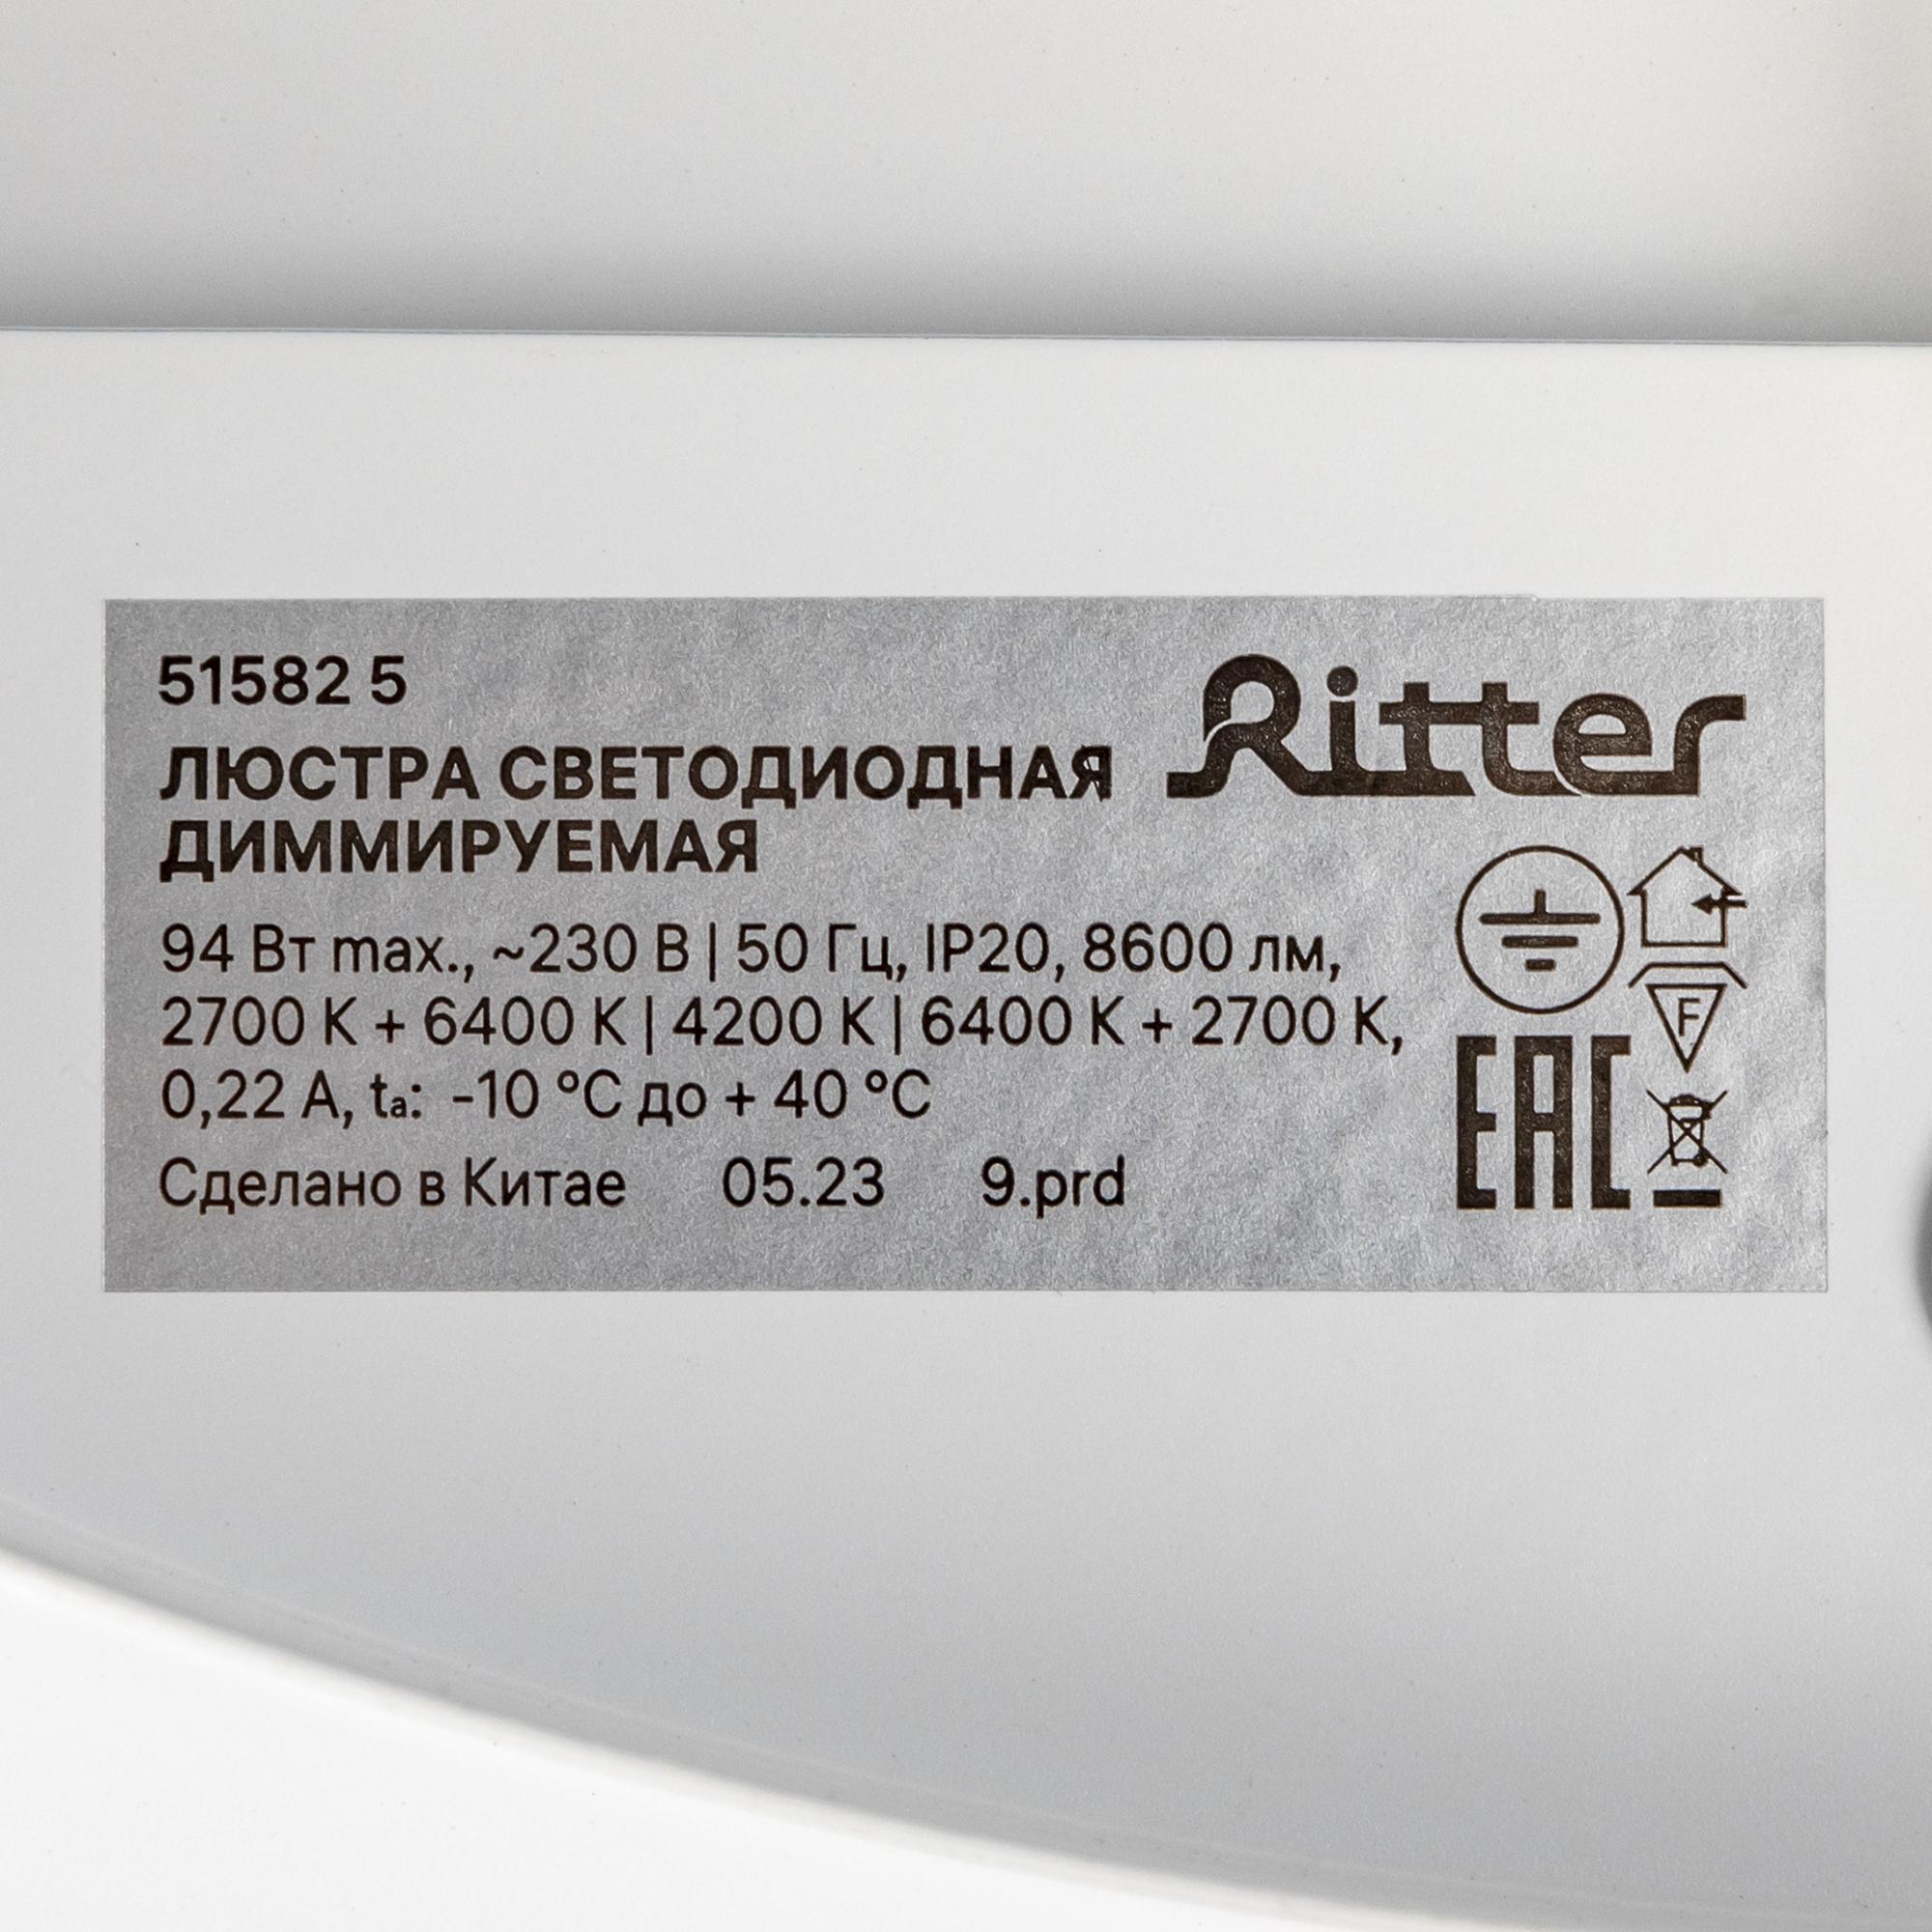 51582 5
Ritter
ЛЮСТРА СВЕТОДИОДНАЯ
ДИММИРУЕМАЯ
94 Вт max., ~230 В | 50 Гц, IP20, 8600 лм,
2700 К + 6400 К | 4200 К | 6400 К + 2700 К,
0,22 А, ta: -10 °C до + 40 °C
Сделано в Китае 05.23 9.prd
F
EAC